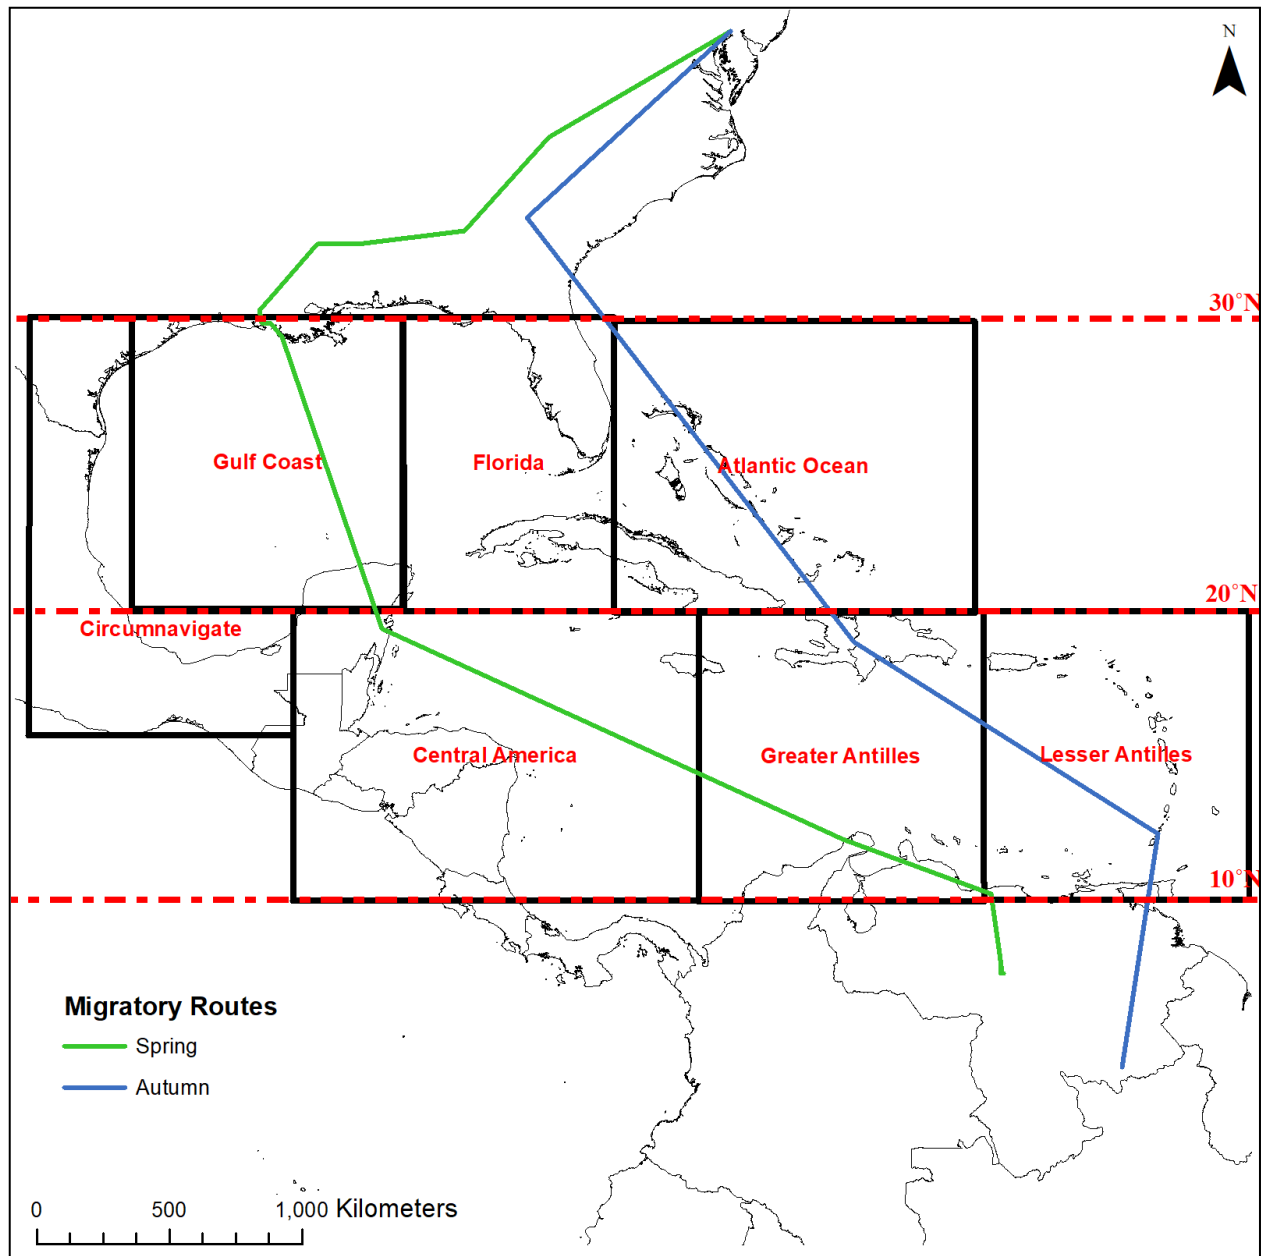 N
30°N
Gulf Coast
Florida
Atlantic Ocean
20°N
Circumnavigate
Central America
Greater Antilles
Lesser Antilles
10°N
Migratory Routes
Spring
Autumn
0 500 1,000 Kilometers